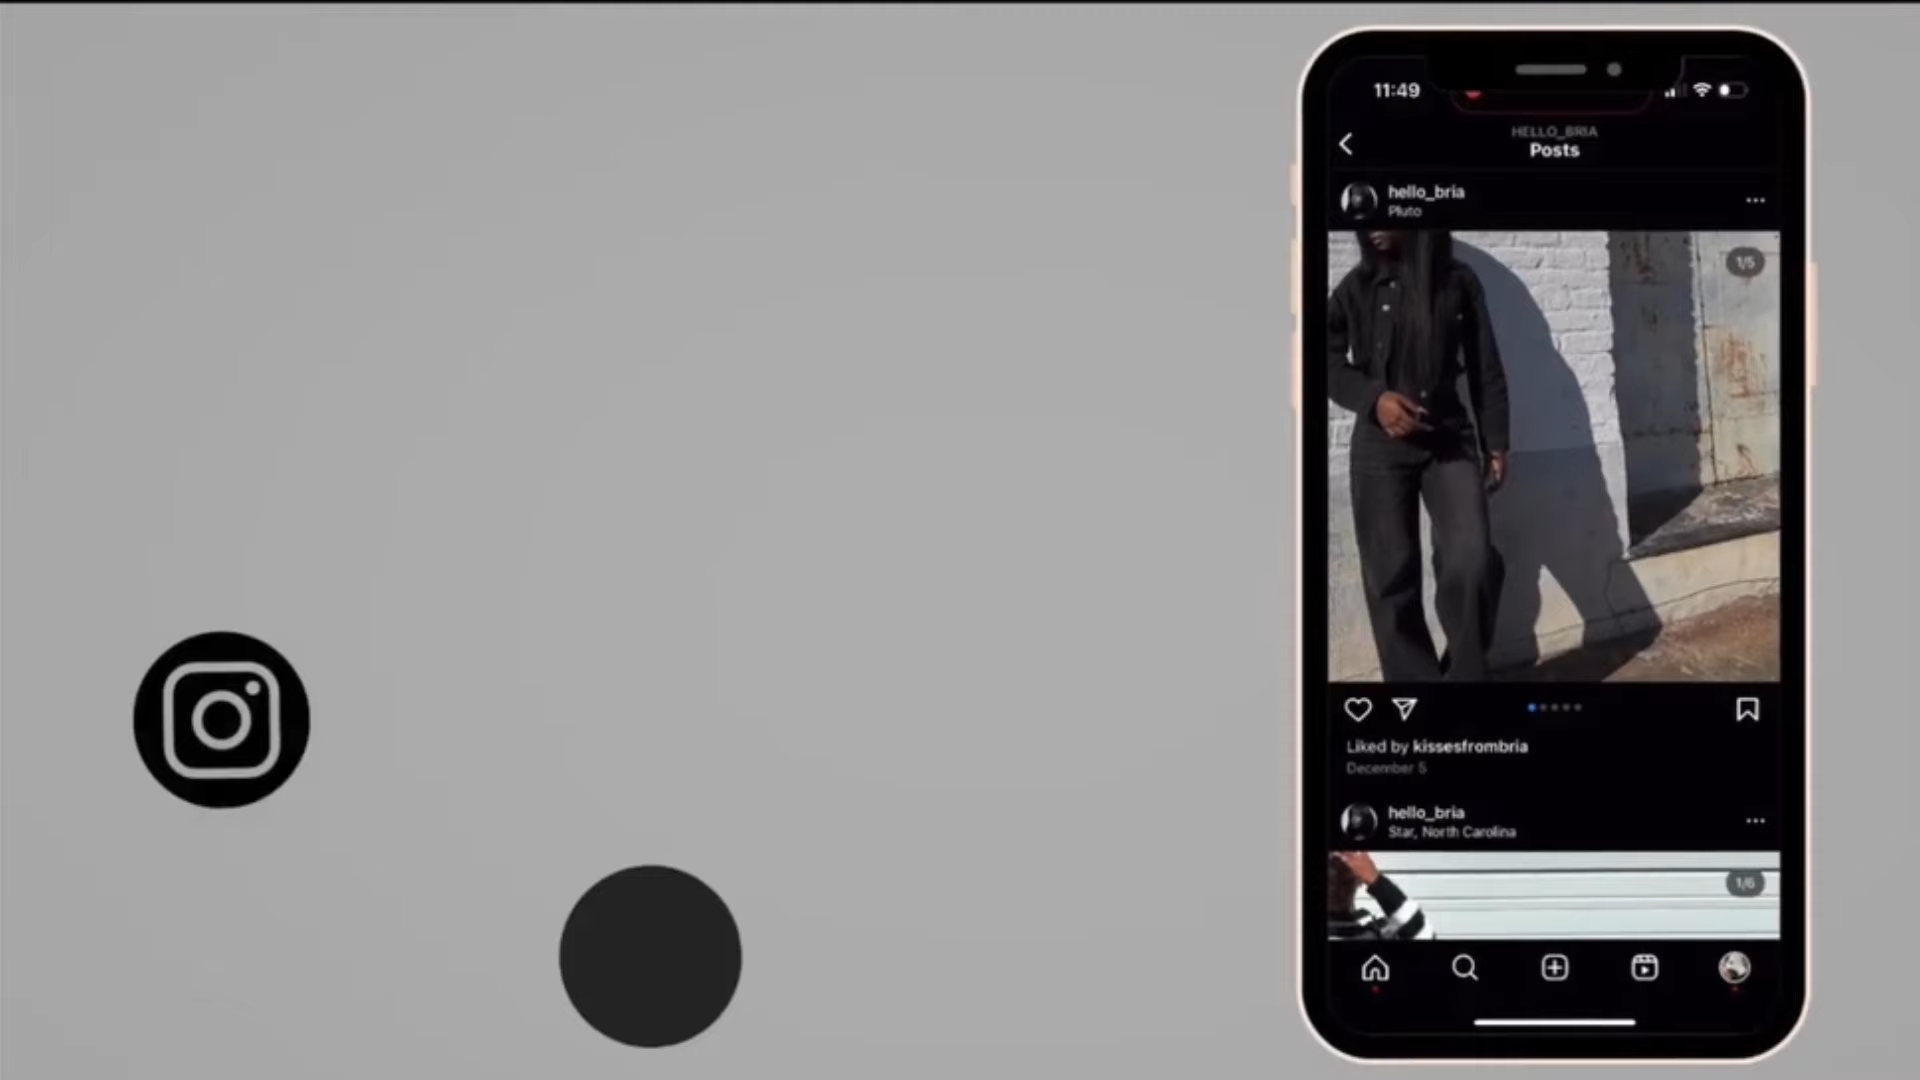 11:49
HELLO_BRIA
Posts
hello_bria
Pluto
1/5
Liked by kissesfrombria
December 5
hello_bria
Star, North Carolina
1/6